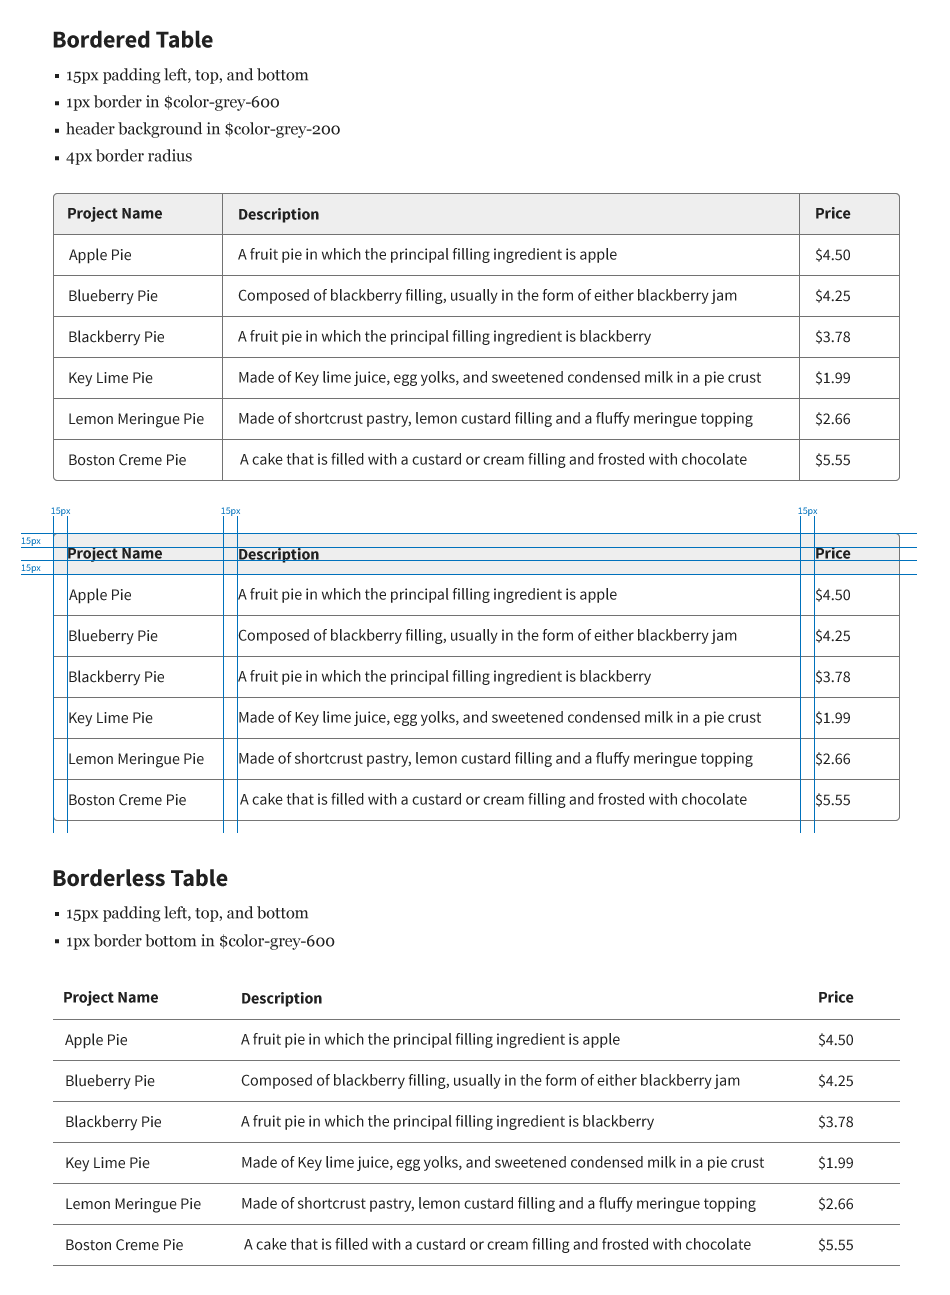 Bordered Table
▪ 15px padding left, top, and bottom
▪ 1px border in $color-grey-600
▪ header background in $color-grey-200
▪ 4px border radius
Project Name Description Price
Apple Pie A fruit pie in which the principal filling ingredient is apple $4.50
Blueberry Pie Composed of blackberry filling, usually in the form of either blackberry jam $4.25
Blackberry Pie A fruit pie in which the principal filling ingredient is blackberry $3.78
Key Lime Pie Made of Key lime juice, egg yolks, and sweetened condensed milk in a pie crust $1.99
Lemon Meringue Pie Made of shortcrust pastry, lemon custard filling and a fluffy meringue topping $2.66
Boston Creme Pie A cake that is filled with a custard or cream filling and frosted with chocolate $5.55
15px 15px 15px
15px
Project Name Description Price
15px
Apple Pie A fruit pie in which the principal filling ingredient is apple $4.50
Blueberry Pie Composed of blackberry filling, usually in the form of either blackberry jam $4.25
Blackberry Pie A fruit pie in which the principal filling ingredient is blackberry $3.78
Key Lime Pie Made of Key lime juice, egg yolks, and sweetened condensed milk in a pie crust $1.99
Lemon Meringue Pie Made of shortcrust pastry, lemon custard filling and a fluffy meringue topping $2.66
Boston Creme Pie A cake that is filled with a custard or cream filling and frosted with chocolate $5.55
Borderless Table
▪ 15px padding left, top, and bottom
▪ 1px border bottom in $color-grey-600
Project Name Description Price
Apple Pie A fruit pie in which the principal filling ingredient is apple $4.50
Blueberry Pie Composed of blackberry filling, usually in the form of either blackberry jam $4.25
Blackberry Pie A fruit pie in which the principal filling ingredient is blackberry $3.78
Key Lime Pie Made of Key lime juice, egg yolks, and sweetened condensed milk in a pie crust $1.99
Lemon Meringue Pie Made of shortcrust pastry, lemon custard filling and a fluffy meringue topping $2.66
Boston Creme Pie A cake that is filled with a custard or cream filling and frosted with chocolate $5.55